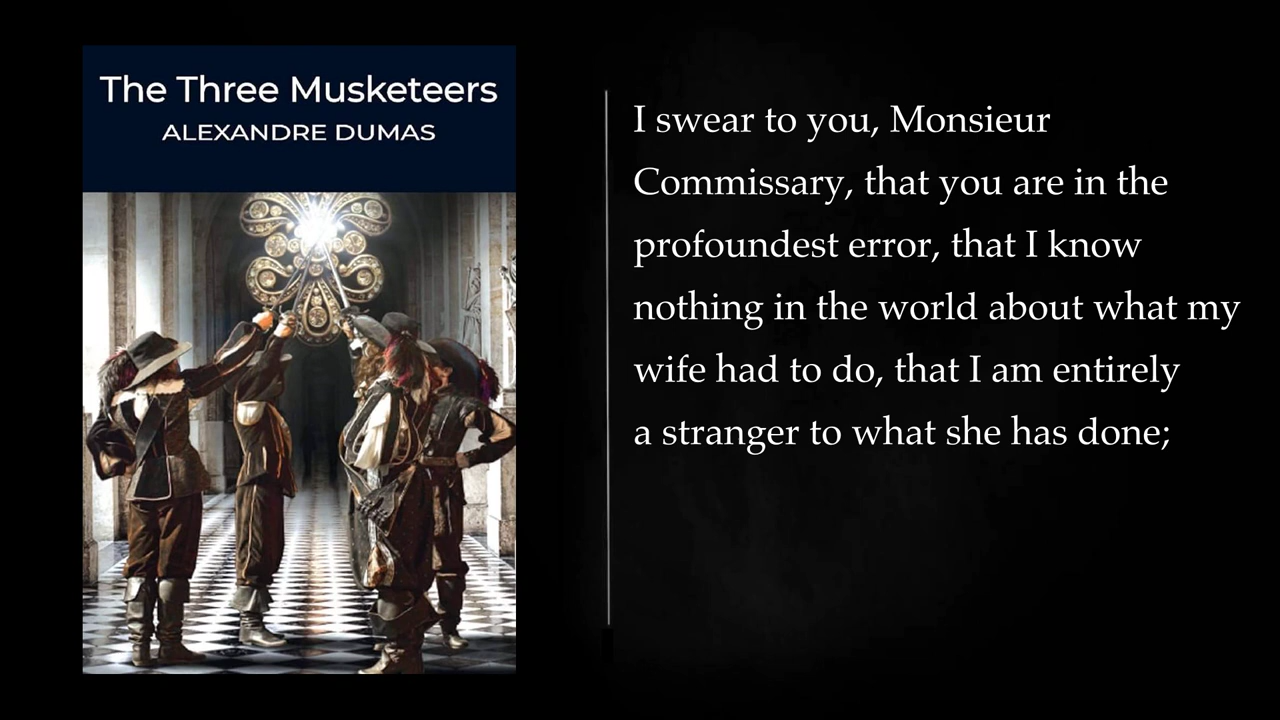 The Three Musketeers
ALEXANDRE DUMAS
I swear to you, Monsieur
Commissary, that you are in the
profoundest error, that I know
nothing in the world about what my
wife had to do, that I am entirely
a stranger to what she has done;